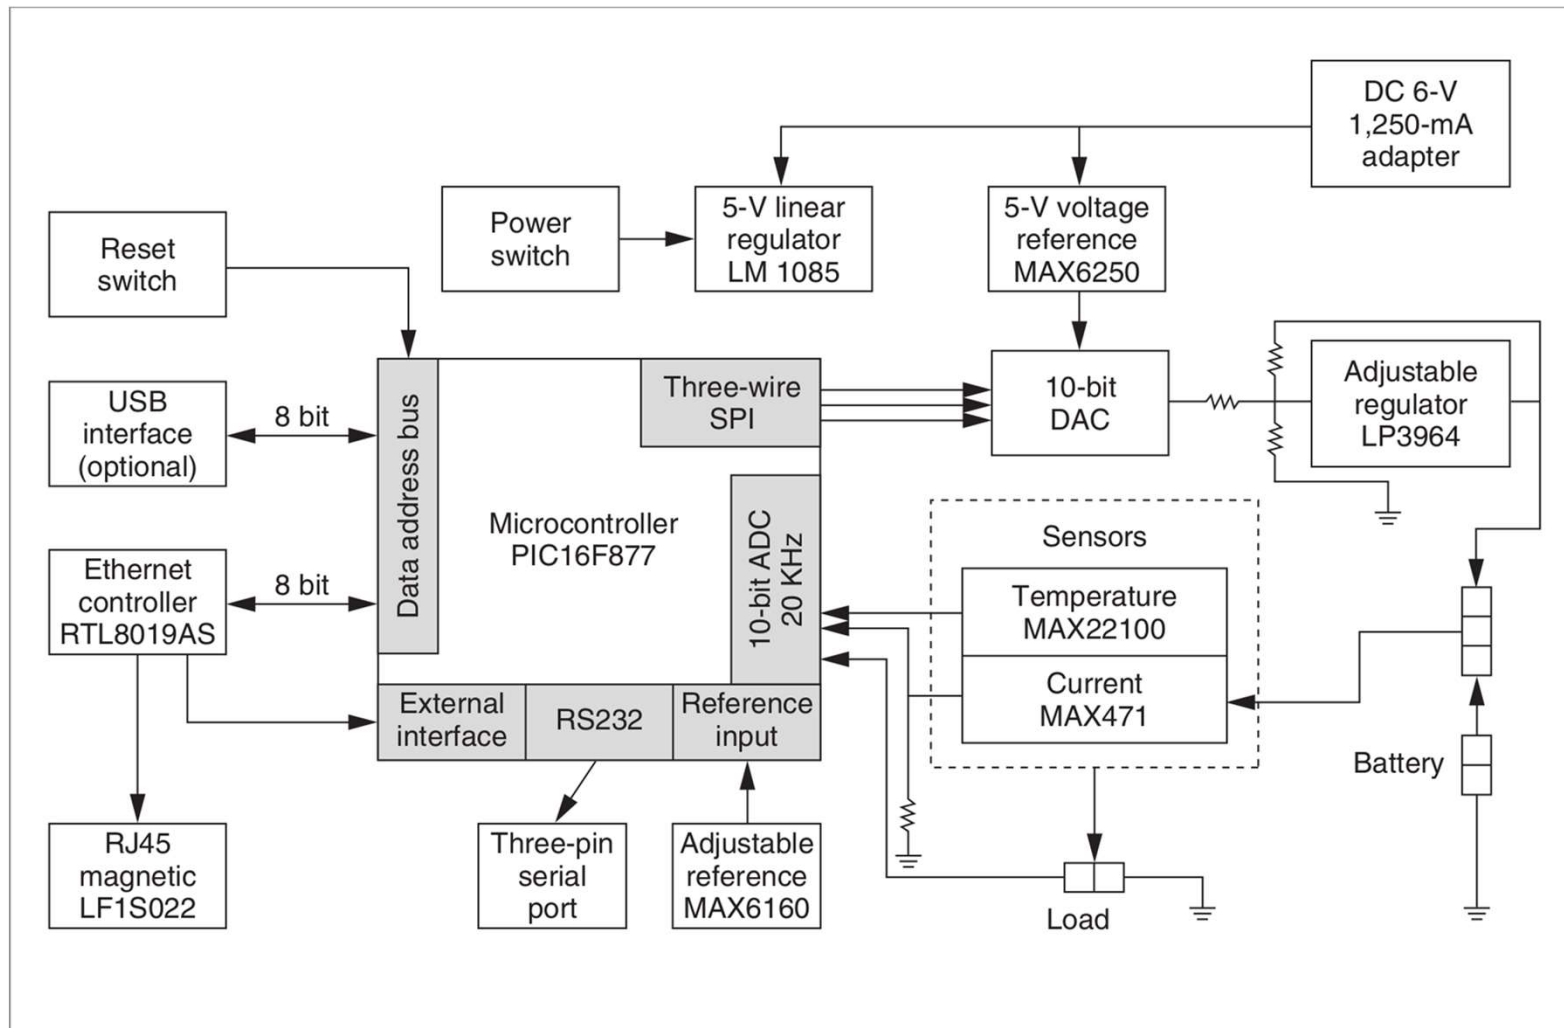 DC 6-V
1,250-mA
adapter
Power
switch
5-V linear
regulator
LM 1085
5-V voltage
reference
MAX6250
Reset
switch
USB
interface
(optional)
8 bit
Data address bus
Three-wire
SPI
10-bit
DAC
Adjustable
regulator
LP3964
Microcontroller
PIC16F877
10-bit ADC
20 KHz
Sensors
Temperature
MAX22100
Current
MAX471
Ethernet
controller
RTL8019AS
8 bit
External
interface
RS232
Reference
input
Battery
RJ45
magnetic
LF1S022
Three-pin
serial
port
Adjustable
reference
MAX6160
Load